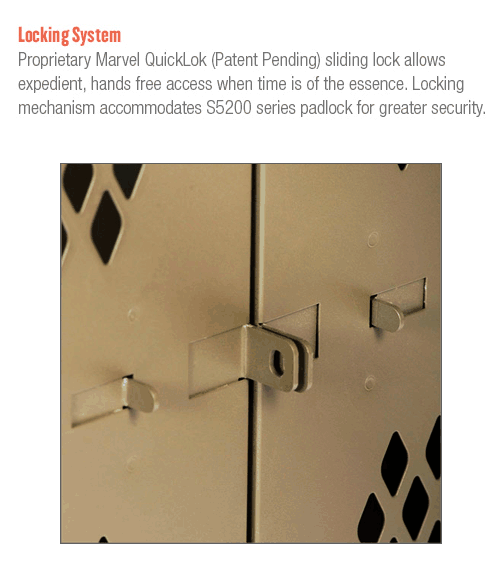 Locking System
Proprietary Marvel QuickLok (Patent Pending) sliding lock allows
expedient, hands free access when time is of the essence. Locking
mechanism accommodates S5200 series padlock for greater security.